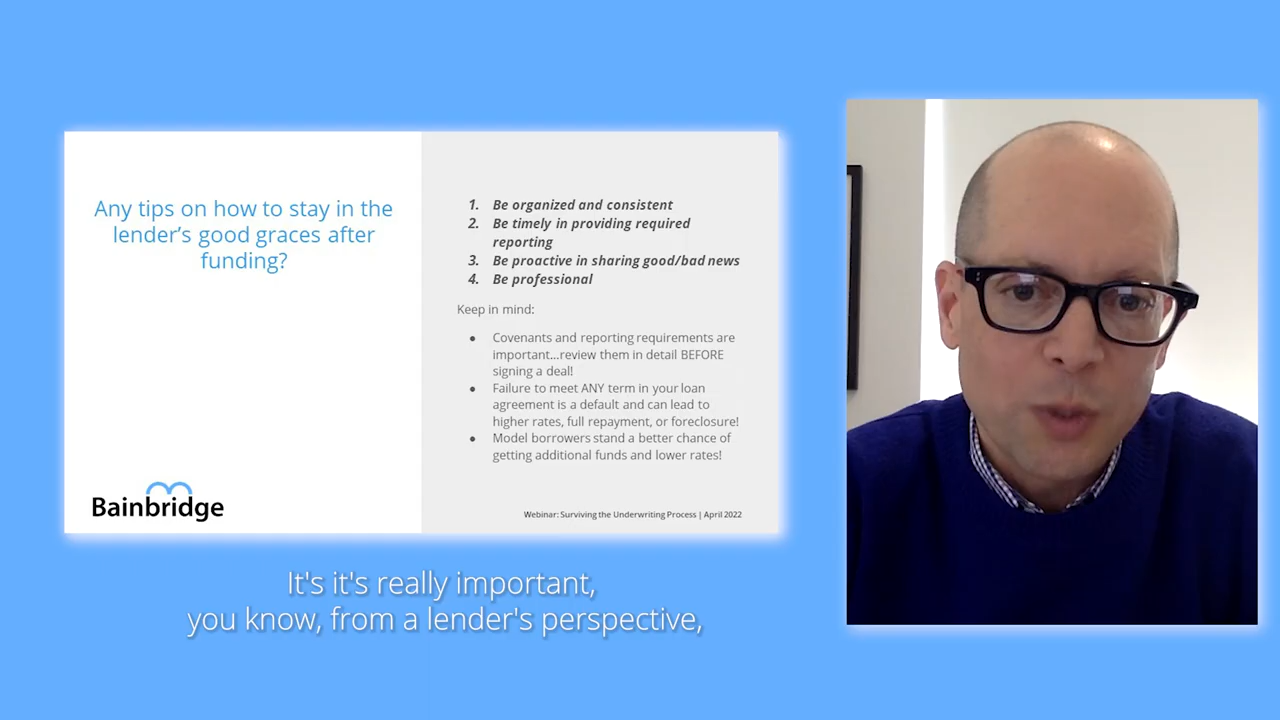 Any tips on how to stay in the
lender's good graces after
funding?
1. Be organized and consistent
2. Be timely in providing required
reporting
3. Be proactive in sharing good/bad news
4. Be professional
Keep in mind:
● Covenants and reporting requirements are
important...review them in detail BEFORE
signing a deal!
● Failure to meet ANY term in your loan
agreement is a default and can lead to
higher rates, full repayment, or foreclosure!
● Model borrowers stand a better chance of
getting additional funds and lower rates!
Bainbridge
Webinar: Surviving the Underwriting Process | April 2022
It's it's really important,
you know, from a lender's perspective,